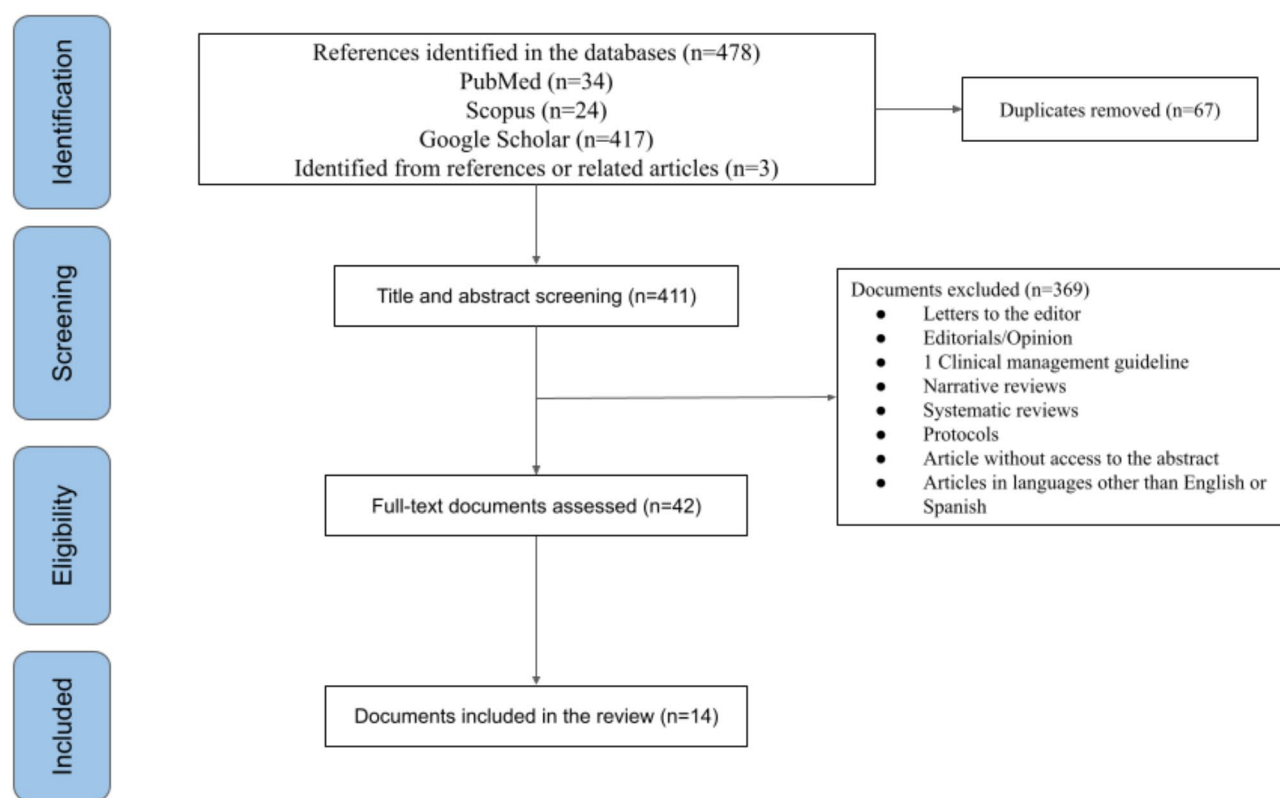 Identification
References identified in the databases (n=478)
PubMed (n=34)
Scopus (n=24)
Google Scholar (n=417)
Identified from references or related articles (n=3)
Duplicates removed (n=67)
Screening
Title and abstract screening (n=411)
Documents excluded (n=369)
● Letters to the editor
● Editorials/Opinion
● 1 Clinical management guideline
● Narrative reviews
● Systematic reviews
● Protocols
● Article without access to the abstract
● Articles in languages other than English or
Spanish
Eligibility
Full-text documents assessed (n=42)
Included
Documents included in the review (n=14)